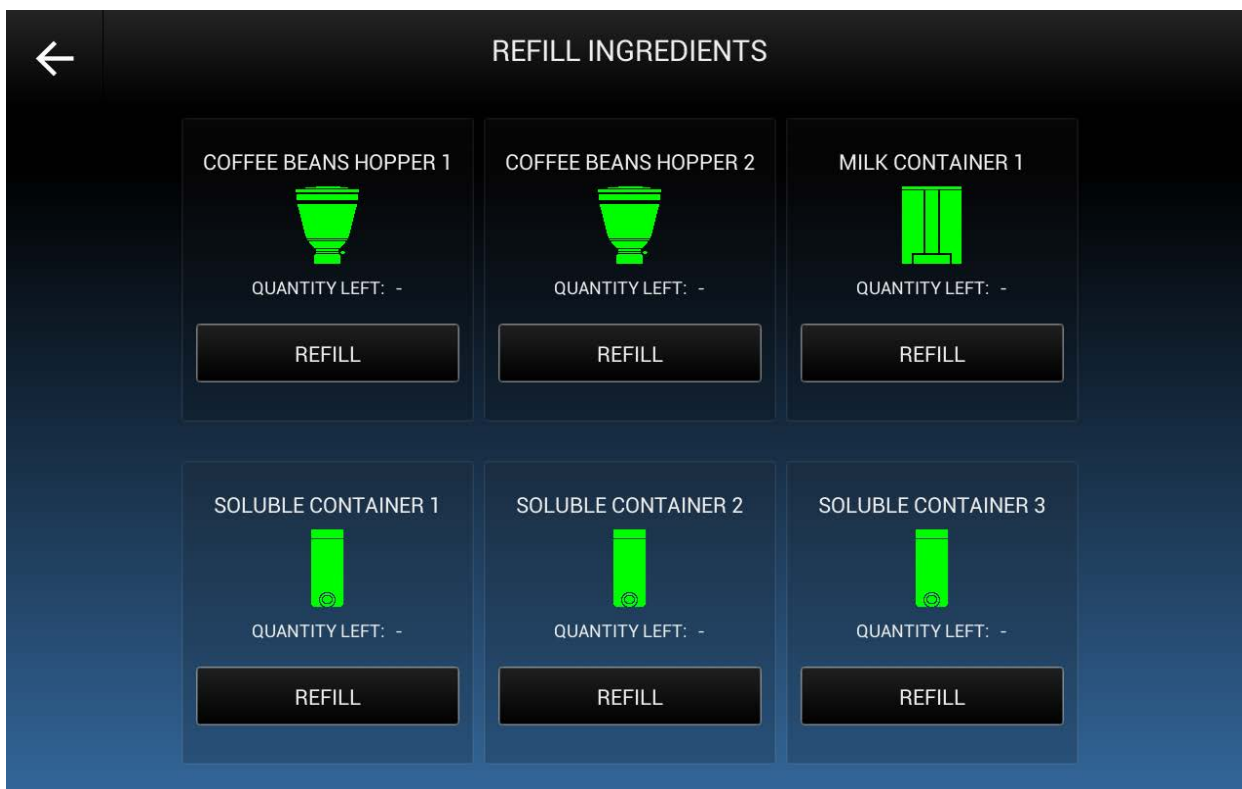 REFILL INGREDIENTS
COFFEE BEANS HOPPER 1
QUANTITY LEFT: -
REFILL
COFFEE BEANS HOPPER 2
QUANTITY LEFT: -
REFILL
MILK CONTAINER 1
QUANTITY LEFT: -
REFILL
SOLUBLE CONTAINER 1
QUANTITY LEFT: -
REFILL
SOLUBLE CONTAINER 2
QUANTITY LEFT: -
REFILL
SOLUBLE CONTAINER 3
QUANTITY LEFT: -
REFILL